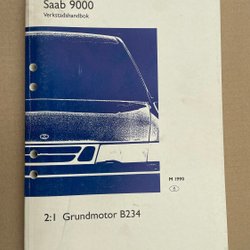 Saab 9000
Verkstadshandbok
M 1990
2:1 Grundmotor B234